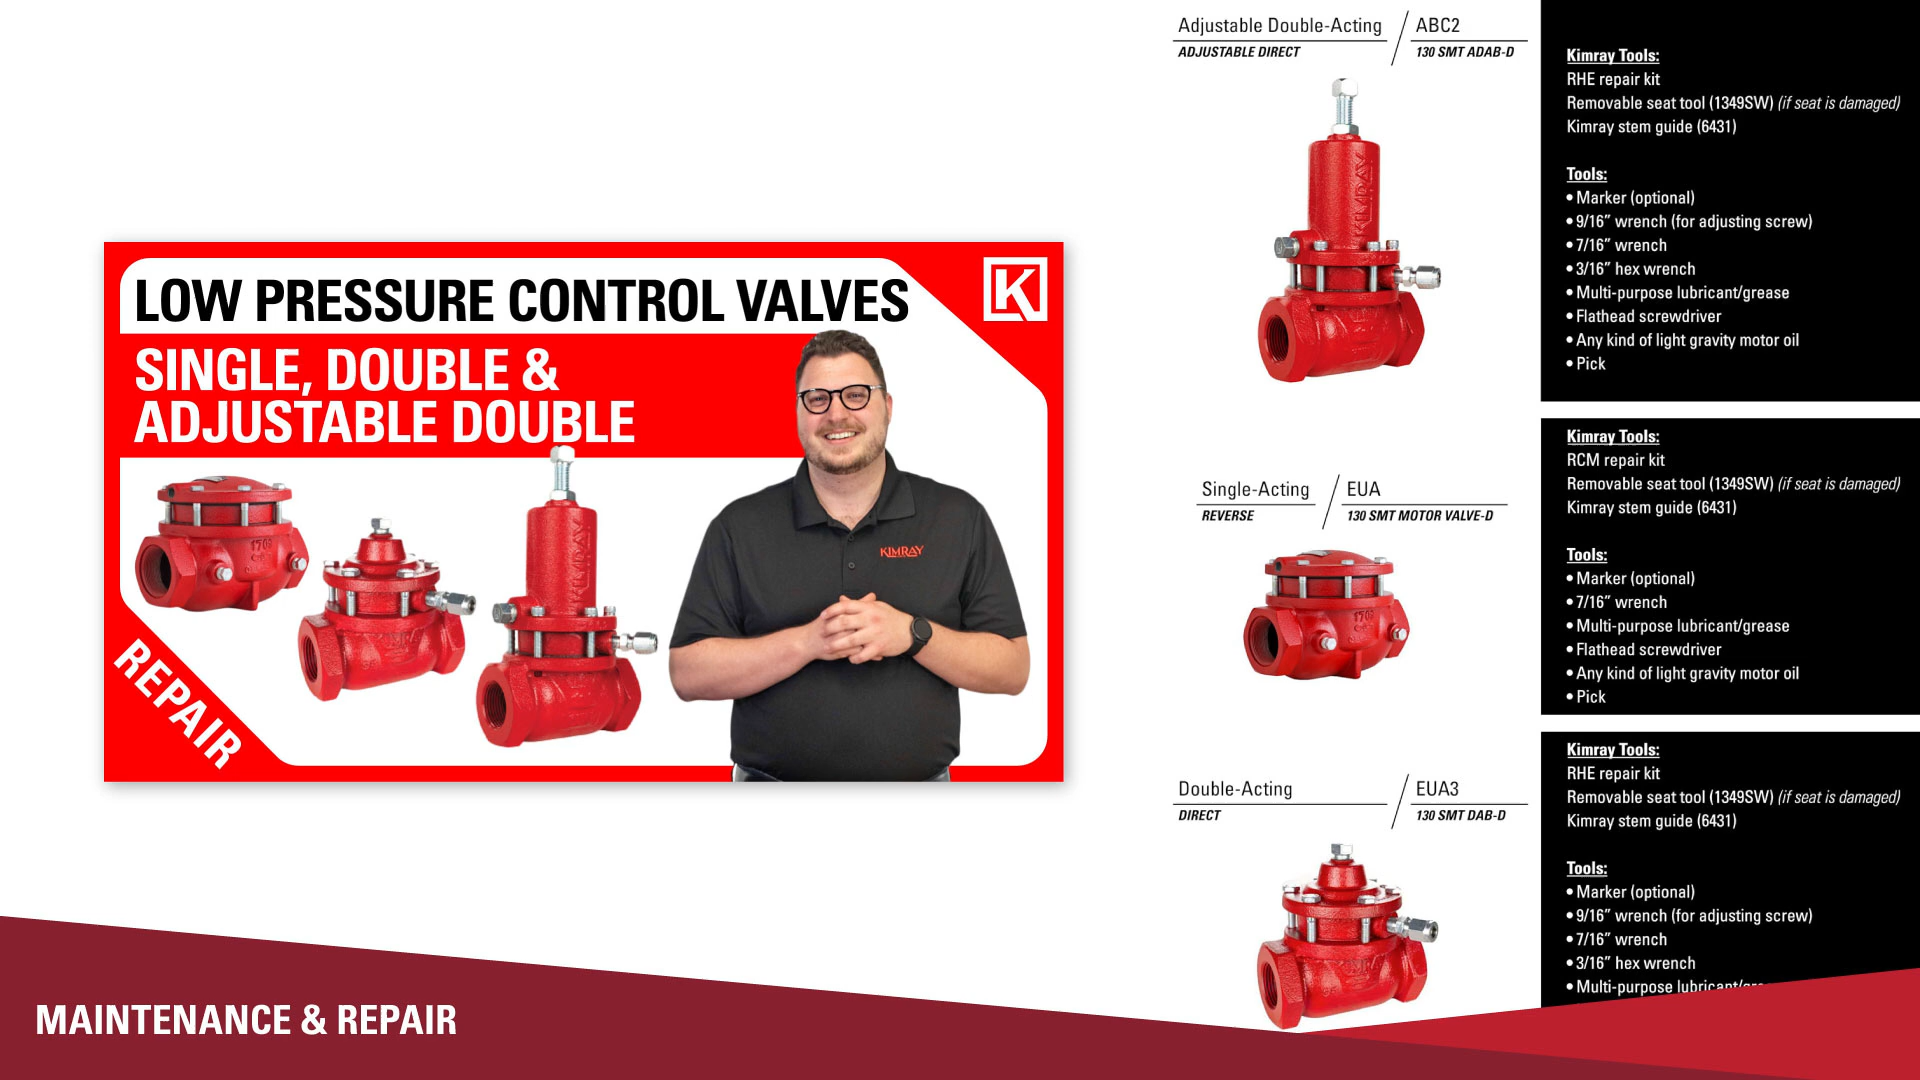 LOW PRESSURE CONTROL VALVES
SINGLE, DOUBLE &
ADJUSTABLE DOUBLE
KIMRAY
REPAIR
MAINTENANCE & REPAIR
Adjustable Double-Acting / ABC2
ADJUSTABLE DIRECT 130 SMT ADAB-D
KIMRAY
Kimray Tools:
RHE repair kit
Removable seat tool (1349SW) (if seat is damaged)
Kimray stem guide (6431)
Tools:
• Marker (optional)
• 9/16” wrench (for adjusting screw)
• 7/16” wrench
• 3/16” hex wrench
• Multi-purpose lubricant/grease
• Flathead screwdriver
• Any kind of light gravity motor oil
• Pick
Single-Acting / EUA
REVERSE 130 SMT MOTOR VALVE-D
Kimray Tools:
RCM repair kit
Removable seat tool (1349SW) (if seat is damaged)
Kimray stem guide (6431)
Tools:
• Marker (optional)
• 7/16” wrench
• Multi-purpose lubricant/grease
• Flathead screwdriver
• Any kind of light gravity motor oil
• Pick
Double-Acting / EUA3
DIRECT 130 SMT DAB-D
Kimray Tools:
RHE repair kit
Removable seat tool (1349SW) (if seat is damaged)
Kimray stem guide (6431)
Tools:
• Marker (optional)
• 9/16” wrench (for adjusting screw)
• 7/16” wrench
• 3/16” hex wrench
• Multi-purpose